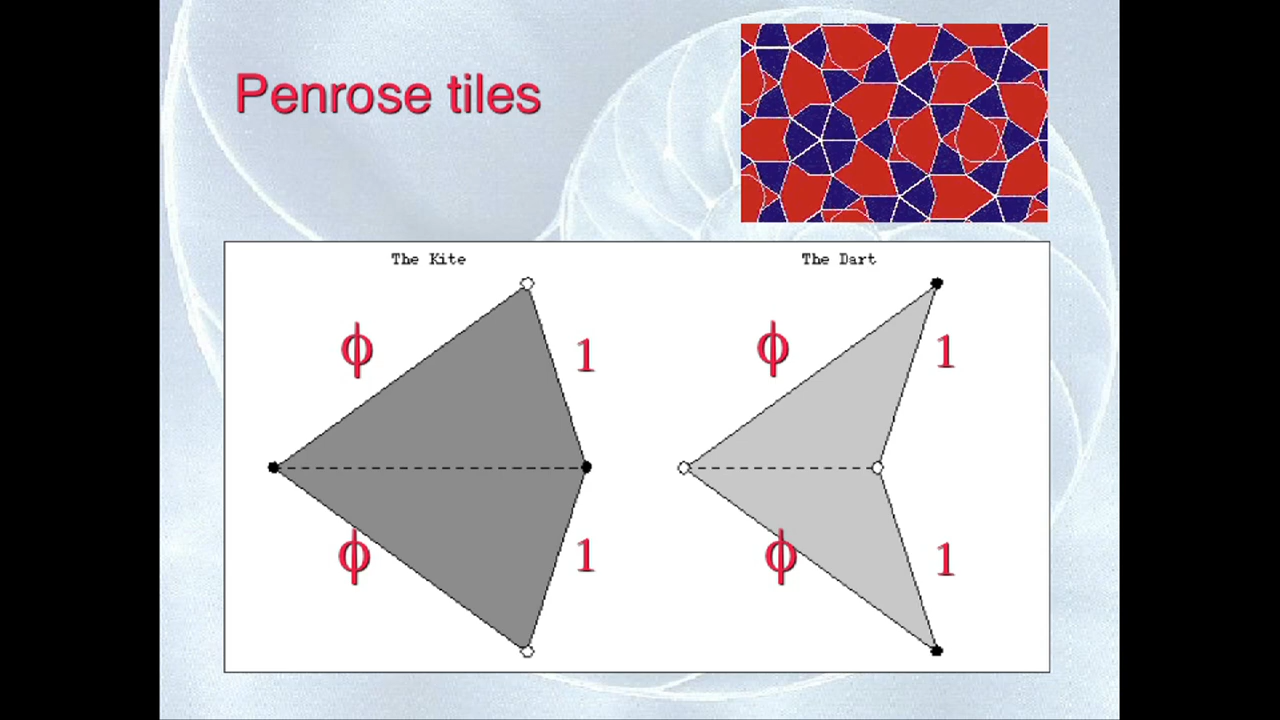 Penrose tiles
The Kite
The Dart
ϕ
1
ϕ
1
ϕ
1
ϕ
1